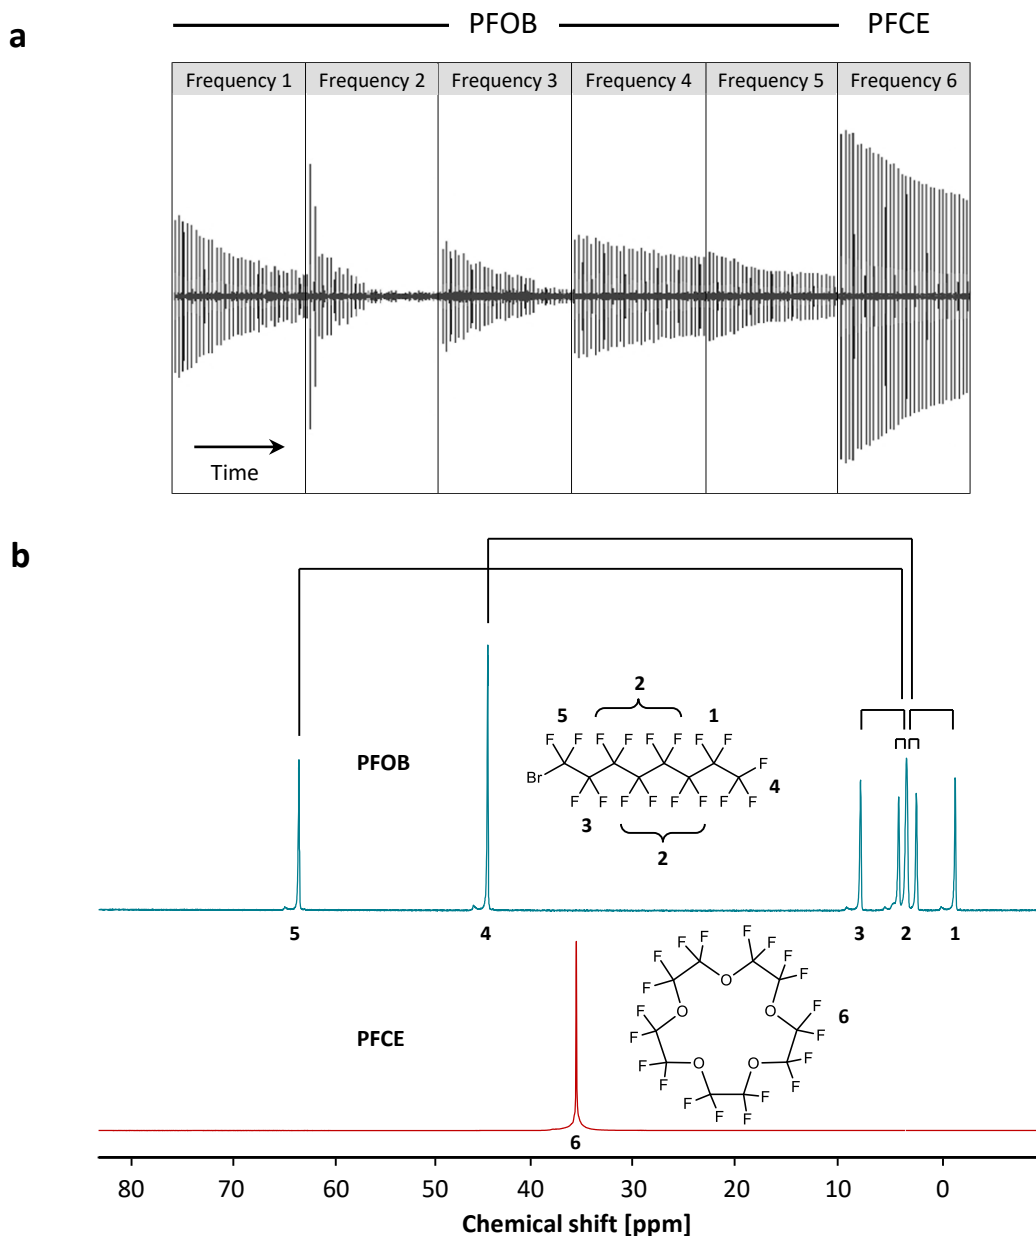 a
PFOB PFCE
Frequency 1 Frequency 2 Frequency 3 Frequency 4 Frequency 5 Frequency 6
Time
b
2
5 1
F F F F F F F F
F
PFOB
Br
F 4
F F F F F F F F
3
2
5 4 3 2 1
F F F F
F F
F O F
F O O F 6
PFCE
F F
F O O F
F F
F F F F
6
80 70 60 50 40 30 20 10 0
Chemical shift [ppm]